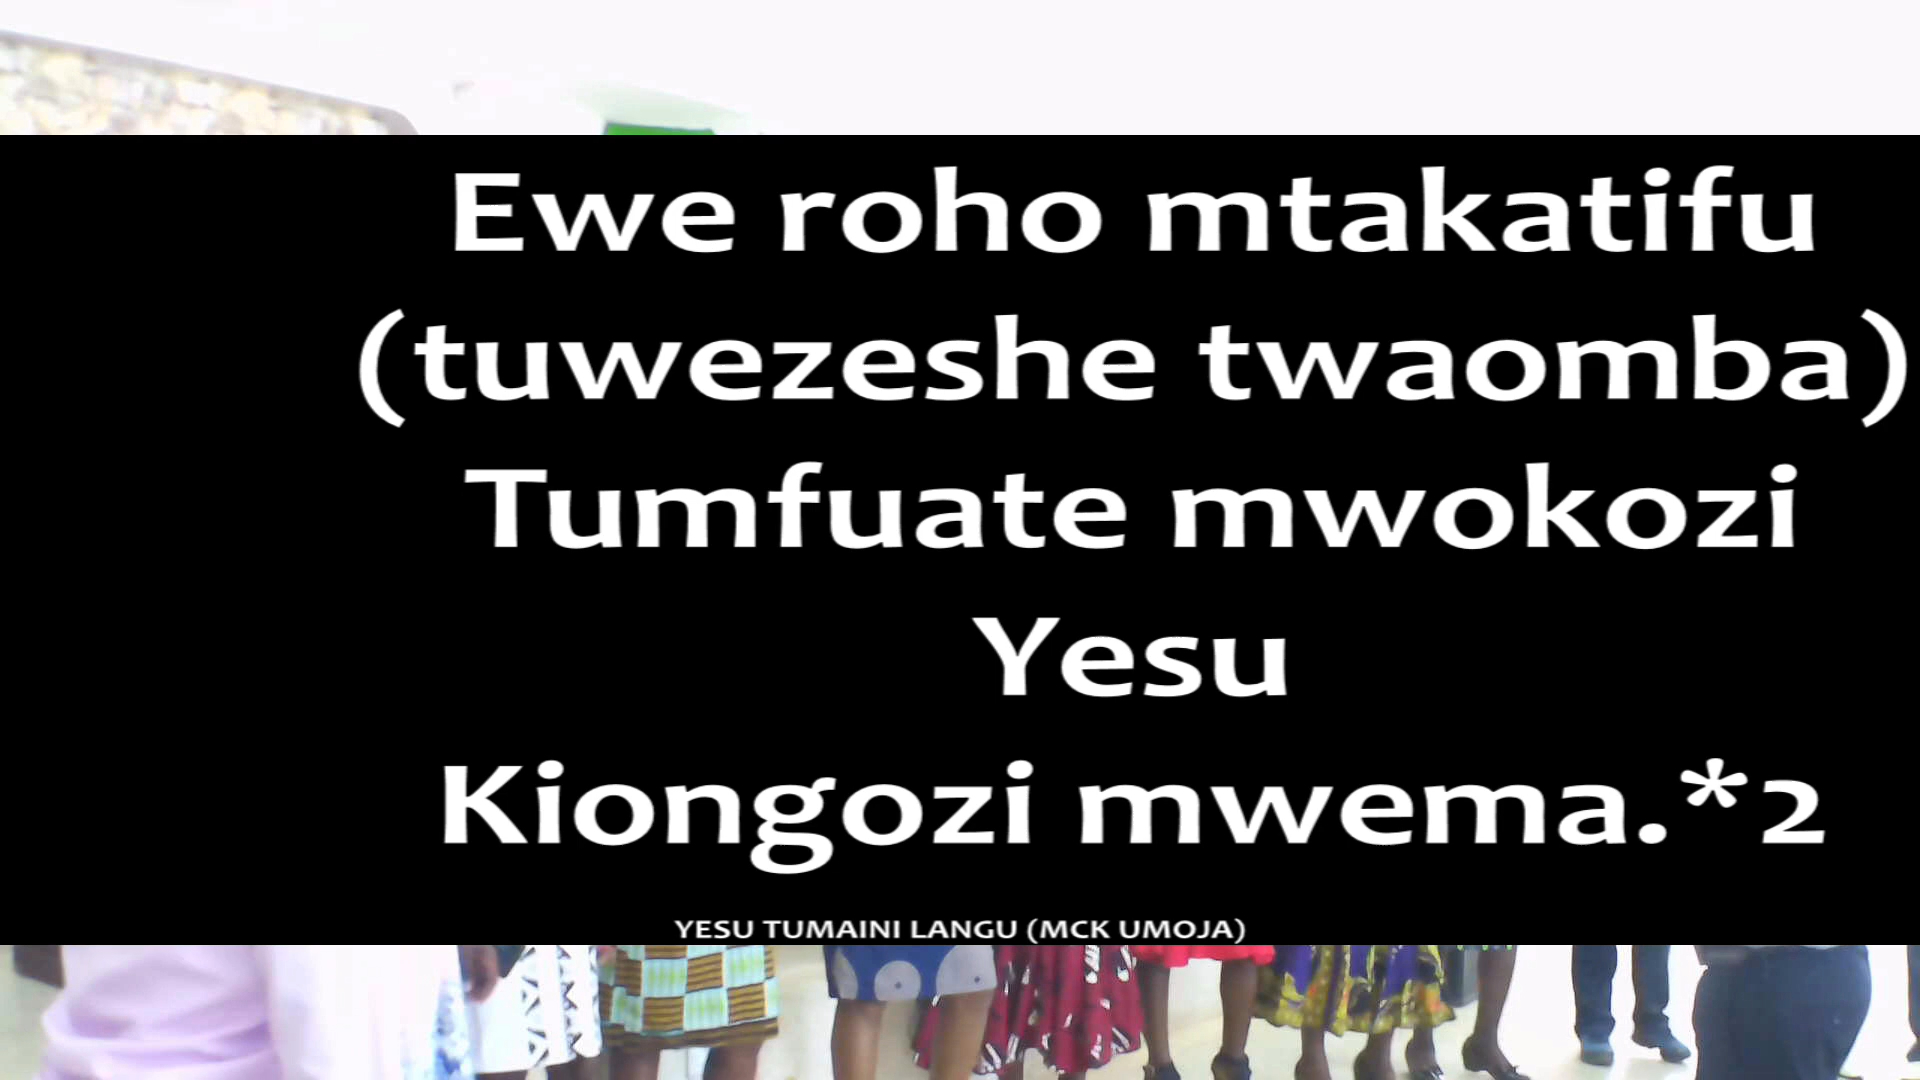 Ewe roho mtakatifu
(tuwezeshe twaomba)
Tumfuate mwokozi
Yesu
Kiongozi mwema.*2
YESU TUMAINI LANGU (MCK UMOJA)